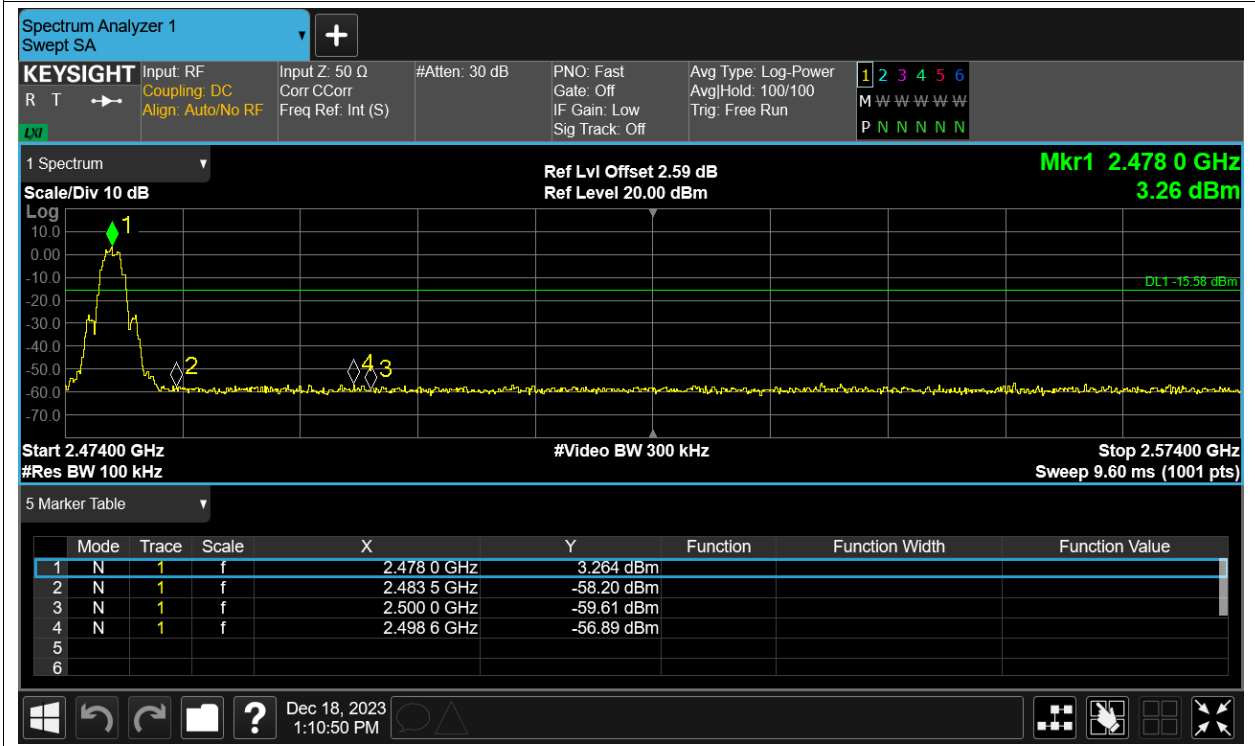 Spectrum Analyzer 1
Swept SA
KEYSIGHT Input: RF Input Z: 50 Ω #Atten: 30 dB PNO: Fast Avg Type: Log-Power 1 2 3 4 5 6
R T Coupling: DC Corr CCorr Gate: Off Avg|Hold: 100/100 M W W W W W
Align: Auto/No RF Freq Ref: Int (S) IF Gain: Low Trig: Free Run
LXI Sig Track: Off P N N N N N
1 Spectrum Ref Lvl Offset 2.59 dB Mkr1 2.478 0 GHz
Scale/Div 10 dB Ref Level 20.00 dBm 3.26 dBm
Log
1
10.0
0.00
-10.0
DL1 -15.58 dBm
-20.0
-30.0
-40.0
2 4 3
-50.0
-60.0
-70.0
Start 2.47400 GHz #Video BW 300 kHz Stop 2.57400 GHz
#Res BW 100 kHz Sweep 9.60 ms (1001 pts)
5 Marker Table
Mode Trace Scale X Y Function Function Width Function Value
1 N 1 f 2.478 0 GHz 3.264 dBm
2 N 1 f 2.483 5 GHz -58.20 dBm
3 N 1 f 2.500 0 GHz -59.61 dBm
4 N 1 f 2.498 6 GHz -56.89 dBm
5
6
? Dec 18, 2023
1:10:50 PM